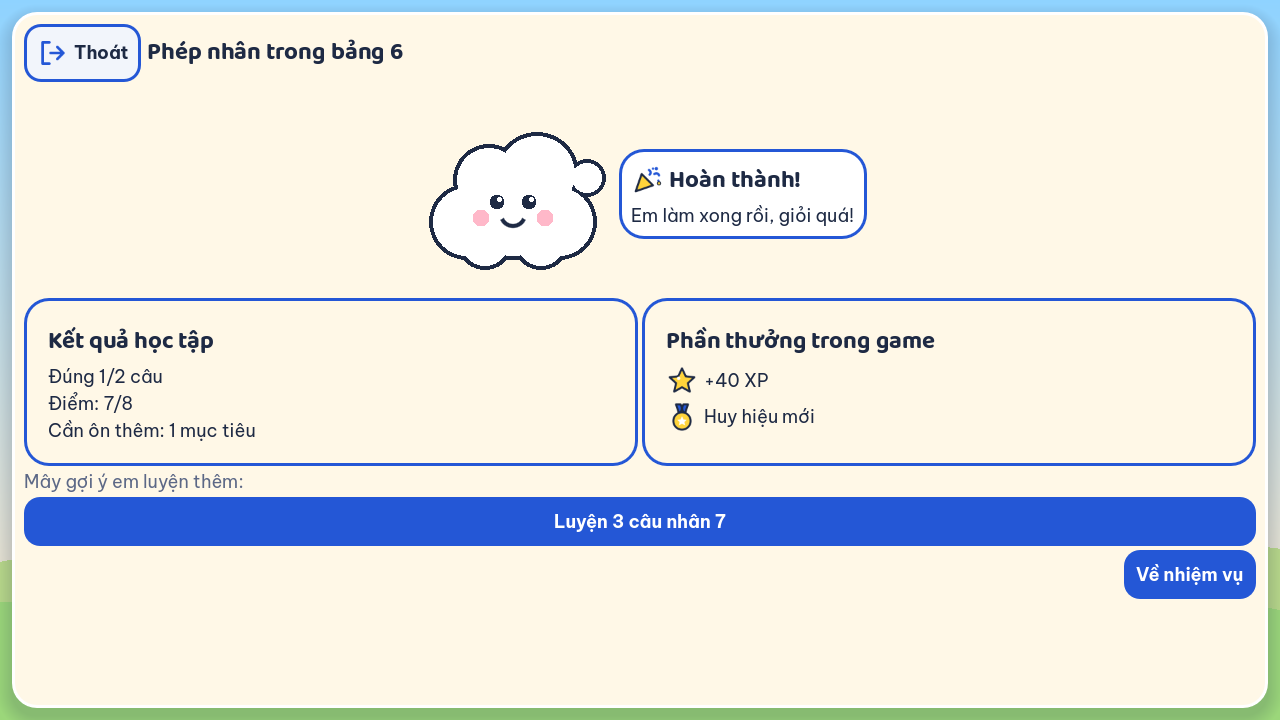 Thoát
Phép nhân trong bảng 6
Hoàn thành!
Em làm xong rồi, giỏi quá!
Kết quả học tập
Đúng 1/2 câu
Điểm: 7/8
Cần ôn thêm: 1 mục tiêu
Phần thưởng trong game
+40 XP
Huy hiệu mới
Mây gợi ý em luyện thêm:
Luyện 3 câu nhân 7
Về nhiệm vụ